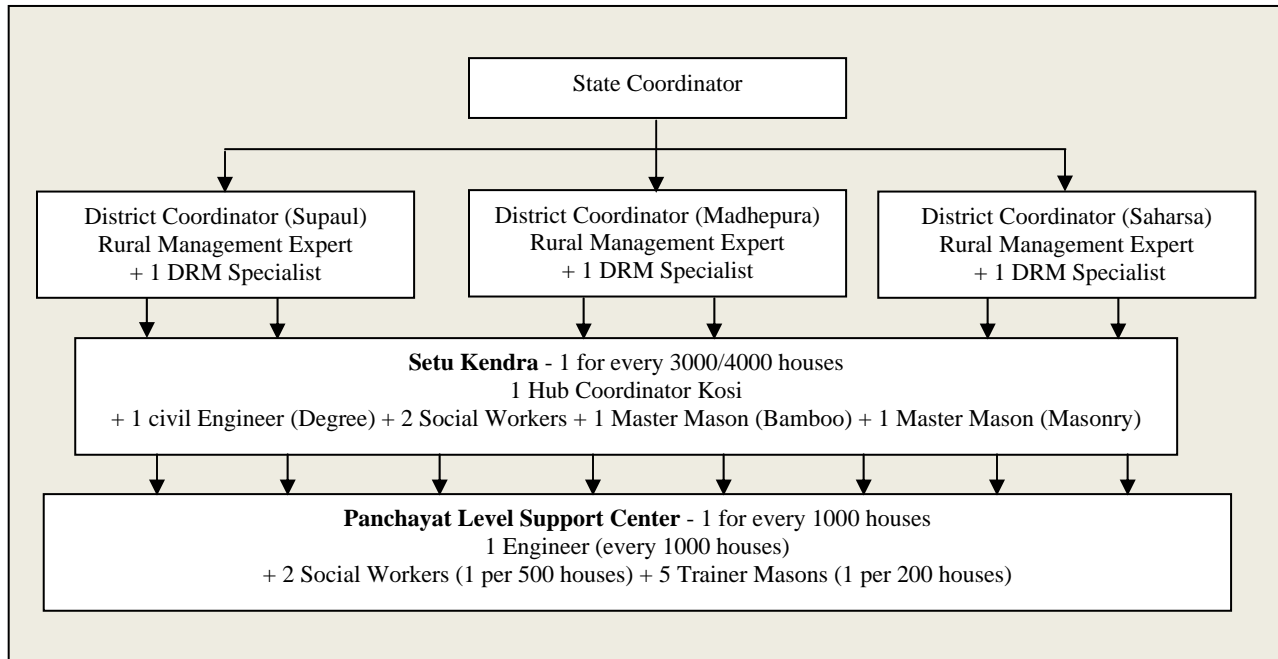 State Coordinator
District Coordinator (Supaul)
Rural Management Expert
+ 1 DRM Specialist
District Coordinator (Madhepura)
Rural Management Expert
+ 1 DRM Specialist
District Coordinator (Saharsa)
Rural Management Expert
+ 1 DRM Specialist
Setu Kendra - 1 for every 3000/4000 houses
1 Hub Coordinator Kosi
+ 1 civil Engineer (Degree) + 2 Social Workers + 1 Master Mason (Bamboo) + 1 Master Mason (Masonry)
Panchayat Level Support Center - 1 for every 1000 houses
1 Engineer (every 1000 houses)
+ 2 Social Workers (1 per 500 houses) + 5 Trainer Masons (1 per 200 houses)